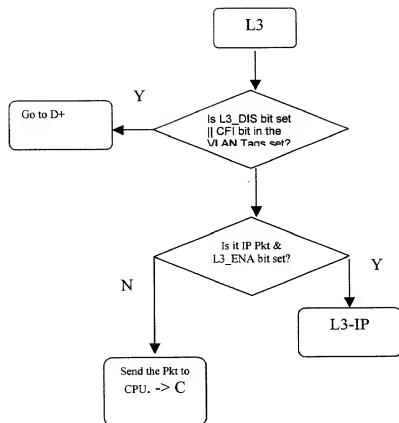 L3
Y
Go to D+
Is L3_DIS bit set
|| CFI bit in the
VLAN Tags set?
Is it IP Pkt &
L3_ENA bit set?
N
Y
L3-IP
Send the Pkt to
CPU. -> C